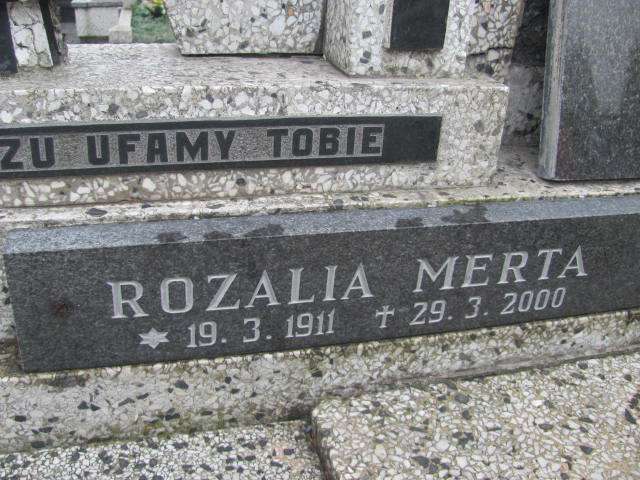 ZU UFAMY TOBIE
ROZALIA MERTA
* 19. 3. 1911 † 29. 3. 2000